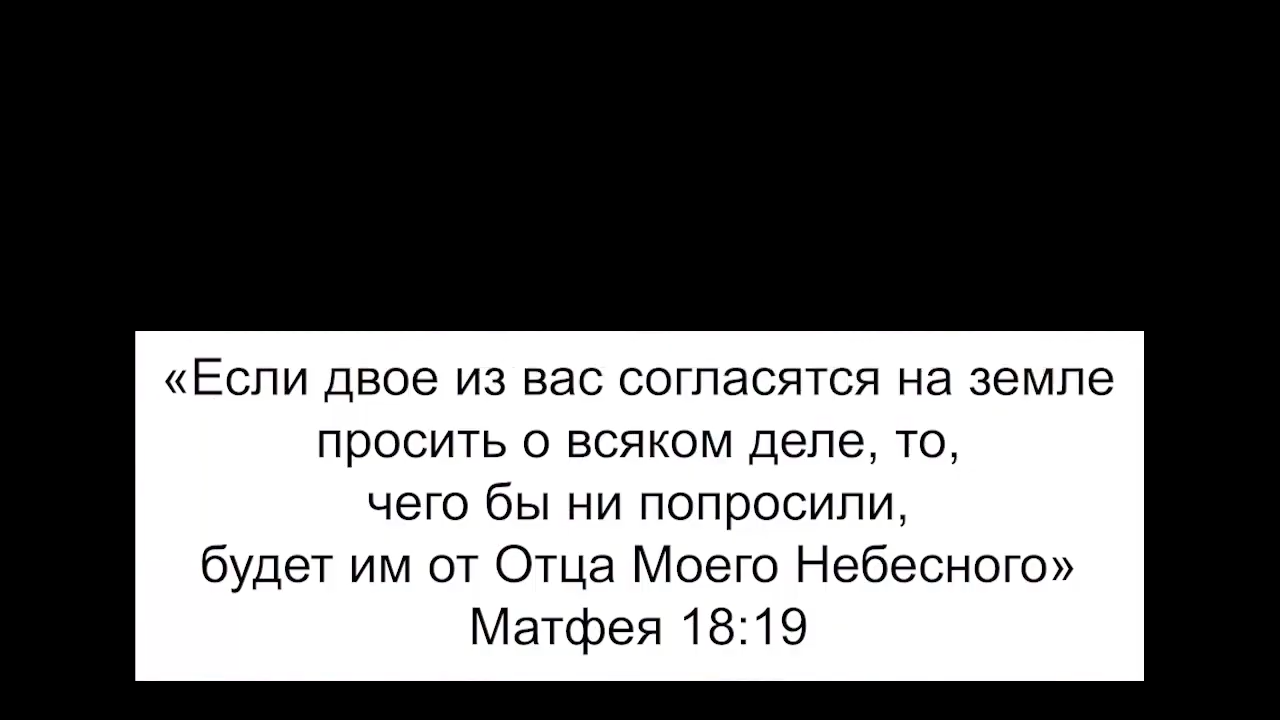 «Если двое из вас согласятся на земле
просить о всяком деле, то,
чего бы ни попросили,
будет им от Отца Моего Небесного»
Матфея 18:19